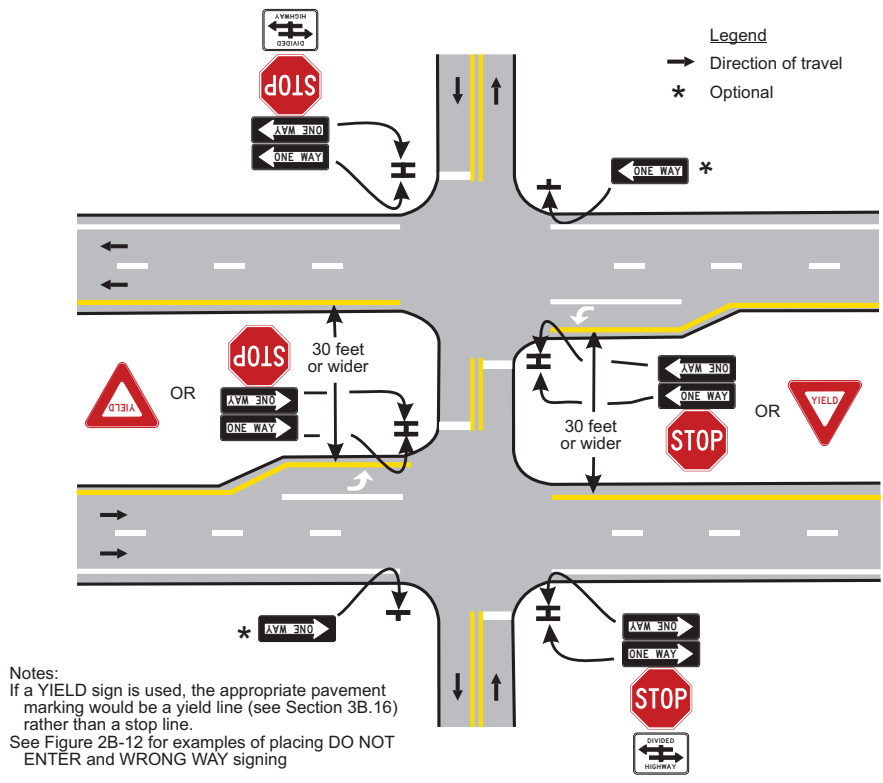 HIGHWAY
DIVIDED
STOP
ONE WAY
ONE WAY
Legend
Direction of travel
* Optional
ONE WAY *
30 feet
or wider
STOP
YIELD
OR
ONE WAY
ONE WAY
ONE WAY
ONE WAY
STOP
OR
YIELD
30 feet
or wider
* ONE WAY
ONE WAY
ONE WAY
STOP
DIVIDED
HIGHWAY
Notes:
If a YIELD sign is used, the appropriate pavement
marking would be a yield line (see Section 3B.16)
rather than a stop line.
See Figure 2B-12 for examples of placing DO NOT
ENTER and WRONG WAY signing